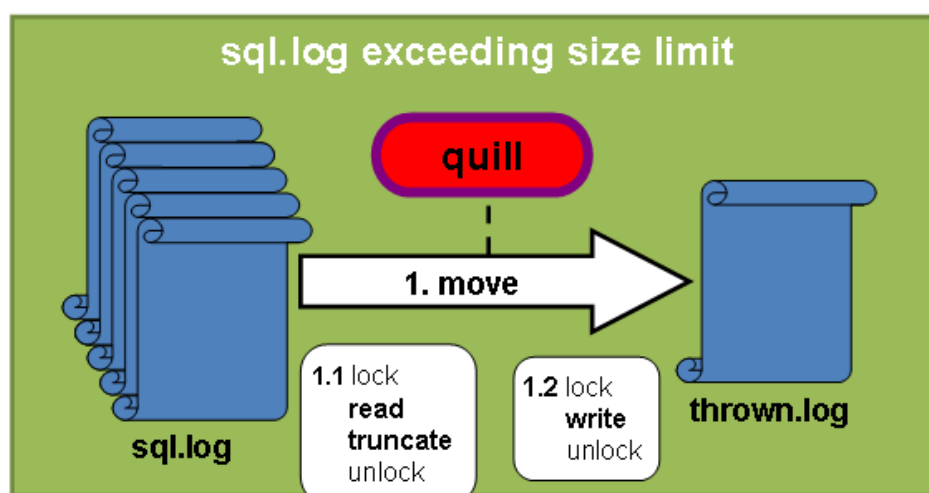 sql.log exceeding size limit
quill
1. move
1.1 lock
read
truncate
unlock
1.2 lock
write
unlock
sql.log
thrown.log